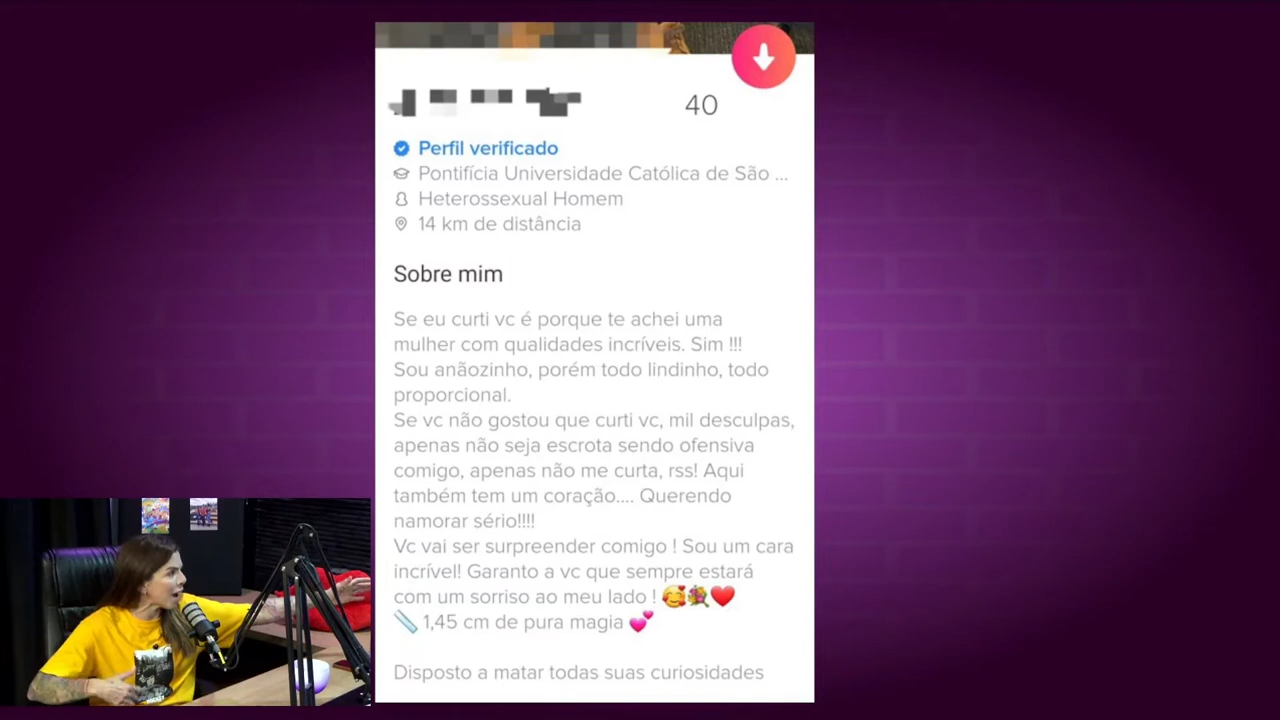 40
Perfil verificado
Pontifícia Universidade Católica de São ...
Heterossexual Homem
14 km de distância
Sobre mim
Se eu curti vc é porque te achei uma
mulher com qualidades incríveis. Sim !!!
Sou anãozinho, porém todo lindinho, todo
proporcional.
Se vc não gostou que curti vc, mil desculpas,
apenas não seja escrota sendo ofensiva
comigo, apenas não me curta, rss! Aqui
também tem um coração.... Querendo
namorar sério!!!!
Vc vai ser surpreender comigo ! Sou um cara
incrível! Garanto a vc que sempre estará
com um sorriso ao meu lado ! 🥰💐❤️
📏 1,45 cm de pura magia 💕
Disposto a matar todas suas curiosidades